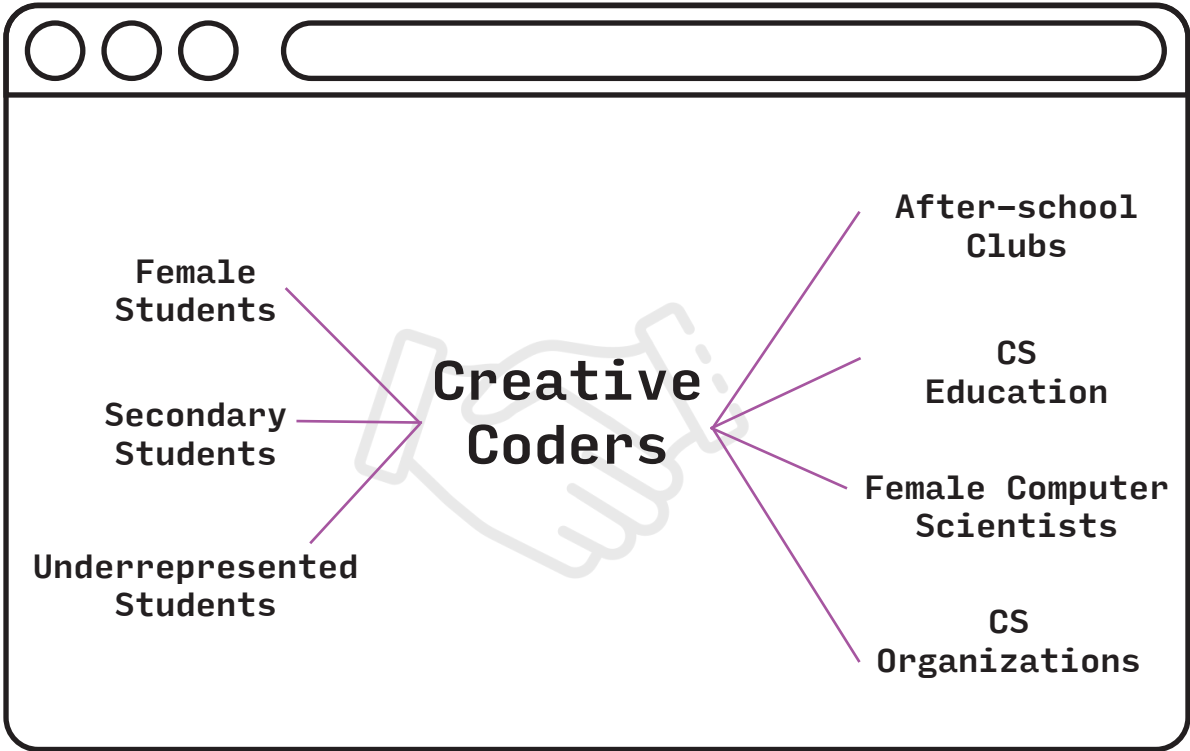 Female
Students
Secondary
Students
Underrepresented
Students
Creative
Coders
After-school
Clubs
CS
Education
Female Computer
Scientists
CS
Organizations